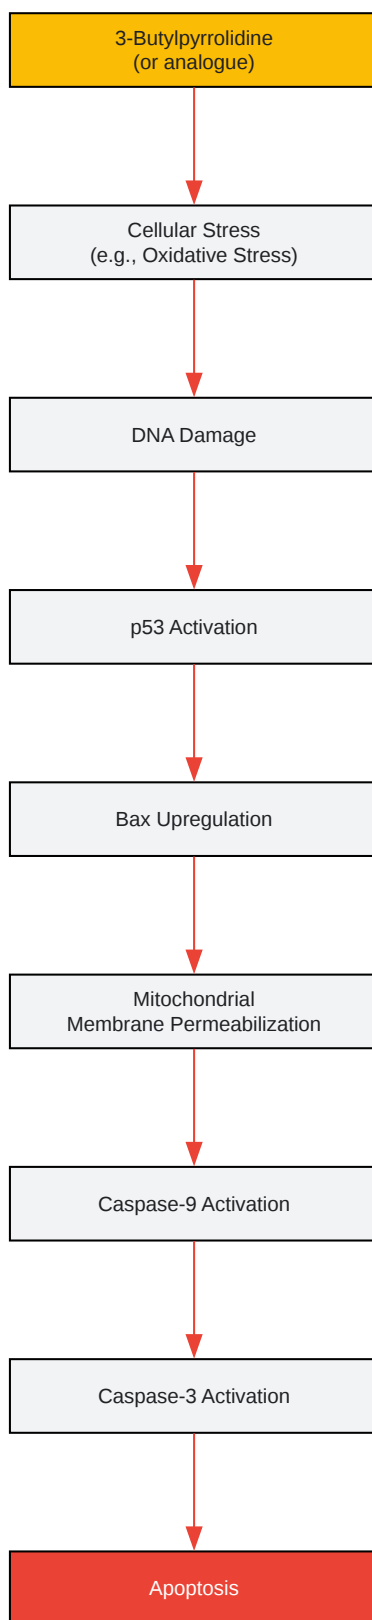 3-Butylpyrrolidine
(or analogue)
Cellular Stress
(e.g., Oxidative Stress)
DNA Damage
p53 Activation
Bax Upregulation
Mitochondrial
Membrane Permeabilization
Caspase-9 Activation
Caspase-3 Activation
Apoptosis